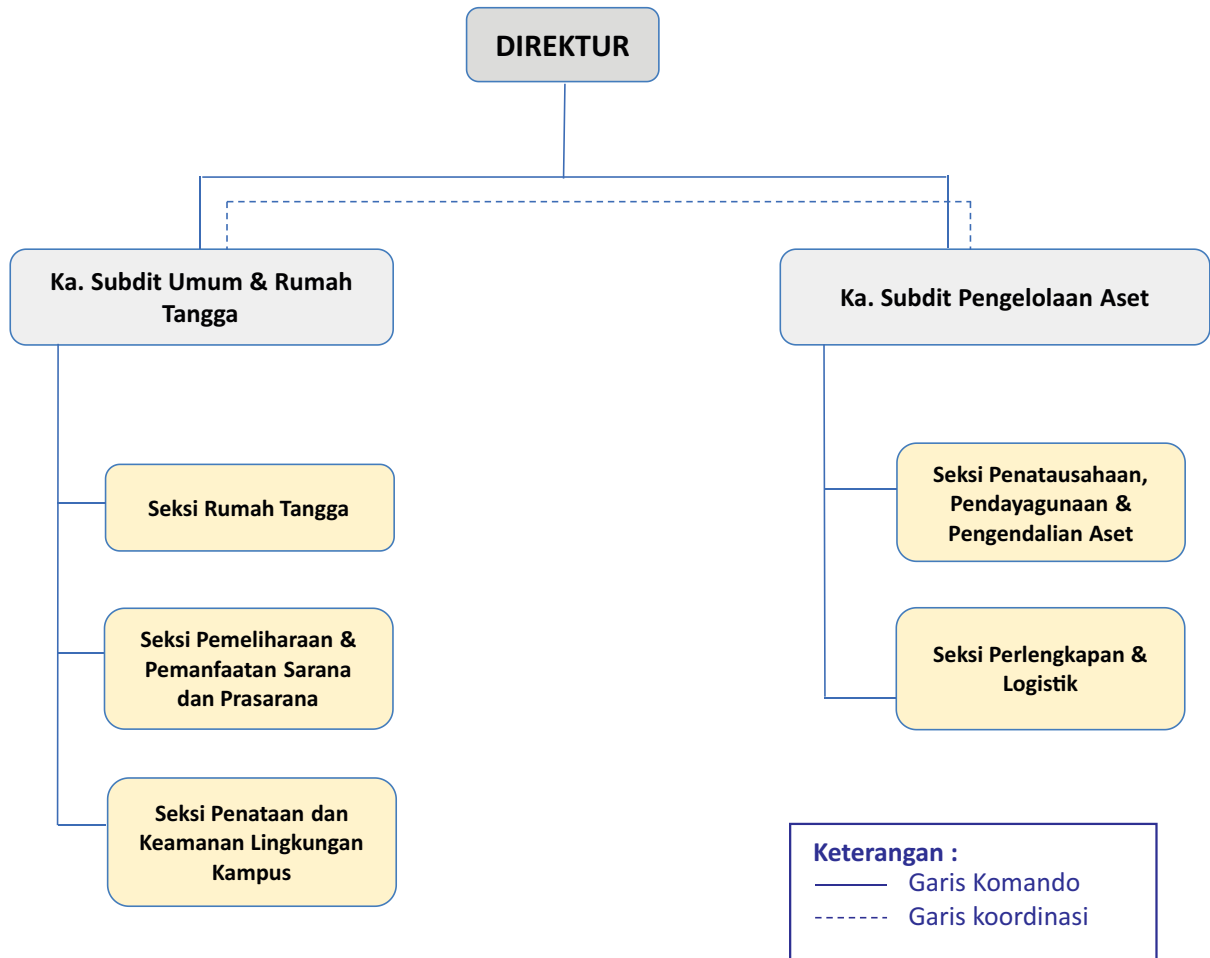 DIREKTUR
Ka. Subdit Umum & Rumah
Tangga
Ka. Subdit Pengelolaan Aset
Seksi Rumah Tangga
Seksi Pemeliharaan &
Pemanfaatan Sarana
dan Prasarana
Seksi Penataan dan
Keamanan Lingkungan
Kampus
Seksi Penatausahaan,
Pendayagunaan &
Pengendalian Aset
Seksi Perlengkapan &
Logistik
Keterangan :
Garis Komando
Garis koordinasi